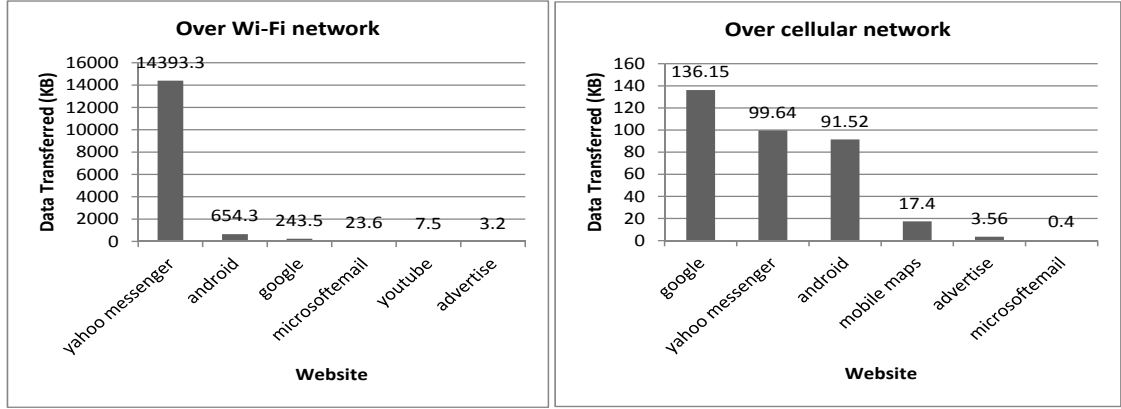 Over Wi-Fi network
Data Transferred (KB)
16000
14000
12000
10000
8000
6000
4000
2000
0
14393.3
654.3
243.5
23.6
7.5
3.2
yahoo messenger
android
google
microsoftemail
youtube
advertise
Website
Over cellular network
Data Transferred (KB)
160
140
120
100
80
60
40
20
0
136.15
99.64
91.52
17.4
3.56
0.4
google
yahoo messenger
android
mobile maps
advertise
microsoftemail
Website